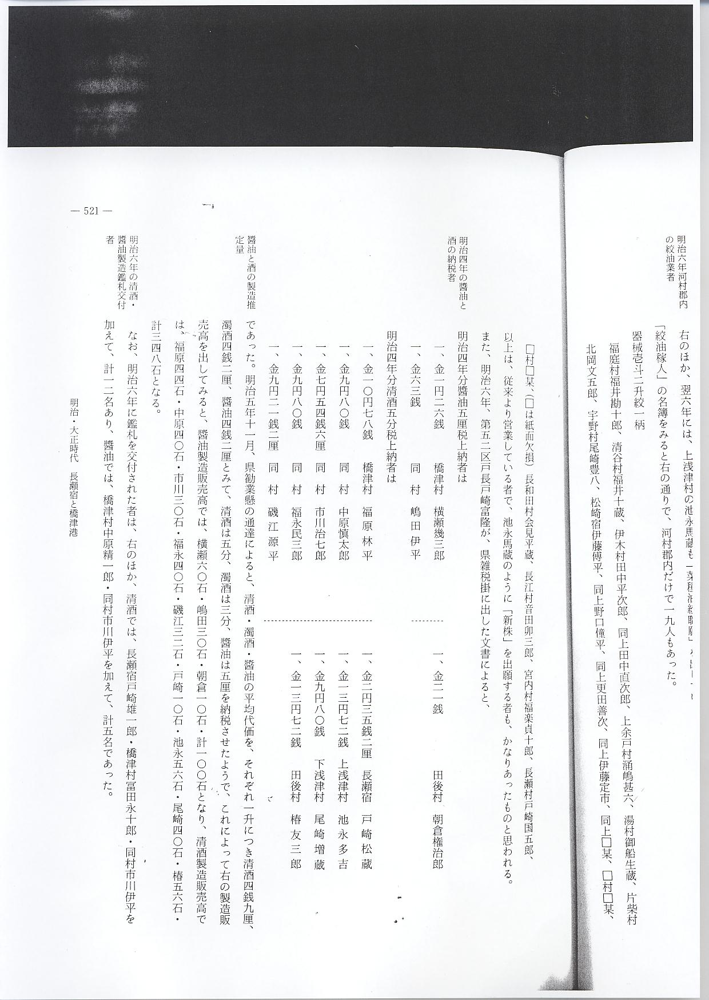 明治六年河村郡内
の絞油業者
右のほか、翌六年には、上浅津村の池永馬蔵も
「絞油稼人」の名簿をみると右の通りで、河村郡内だけで一九人もあった。
器械壱斗二升絞一柄
福庭村福井勘十郎、清谷村福井十蔵、伊木村田中平次郎、同上田中直次郎、上余戸村涌嶋甚六、湯村御船生蔵、片柴村
北岡文五郎、宇野村尾崎豊八、松崎宿伊藤傳平、同上野口僮平、同上更田善次、同上伊藤定市、同上□某、□村□某、
□村□某、(□は紙面欠損)長和田村会見平蔵、長江村音田卯三郎、宮内村福楽貞十郎、長瀬村戸崎国五郎、
以上は、従来より営業している者で、池永馬蔵のように「新株」を出願する者も、かなりあったものと思われる。
また、明治六年、第五二区戸長戸崎富隆が、県雑税掛に出した文書によると、
明治四年の醬油と
酒の納税者
明治四年分醬油五厘税上納者は
一、金一円二六銭 橋津村 横瀬幾三郎
一、金六三銭 同村 嶋田伊平
一、金二一銭 田後村 朝倉権治郎
明治四年分清酒五分税上納者は
一、金一〇円七八銭 橋津村 福原林平
一、金九円八〇銭 同村 中原慎太郎
一、金七円五四銭六厘 同村 市川治七郎
一、金九円八〇銭 同村 福永民三郎
一、金九円二一銭二厘 同村 磯江源平
一、金二円三五銭二厘 長瀬宿 戸崎松蔵
一、金一三円七二銭 上浅津村 池永多吉
一、金九円八〇銭 下浅津村 尾崎増蔵
一、金一三円七二銭 田後村 椿友三郎
醬油と酒の製造推
定量
であった。明治五年十一月、県勧業懸の通達によると、清酒・濁酒・醬油の平均代価を、それぞれ一升につき清酒四銭九厘、
濁酒四銭二厘、醬油四銭二厘とみて、清酒は五分、濁酒は三分、醬油は五厘を納税させたようで、これによって右の製造販
売高を出してみると、醬油製造販売高では、横瀬六〇石・嶋田三〇石・朝倉一〇石・計一〇〇石となり、清酒製造販売高で
は、福原四四石・中原四〇石・市川三〇石・福永四〇石・磯江三二石・戸崎一〇石・池永五六石・尾崎四〇石・椿五六石・
計三四八石となる。
明治六年の清酒・
醬油製造鑑札交付
者
なお、明治六年に鑑札を交付された者は、右のほか、清酒では、長瀬宿戸崎雄一郎・橋津村冨田永十郎・同村市川伊平を
加えて、計一二名あり、醬油では、橋津村中原精一郎・同村市川伊平を加えて、計五名であった。
明治・大正時代 長瀬宿と橋津港
— 521 —